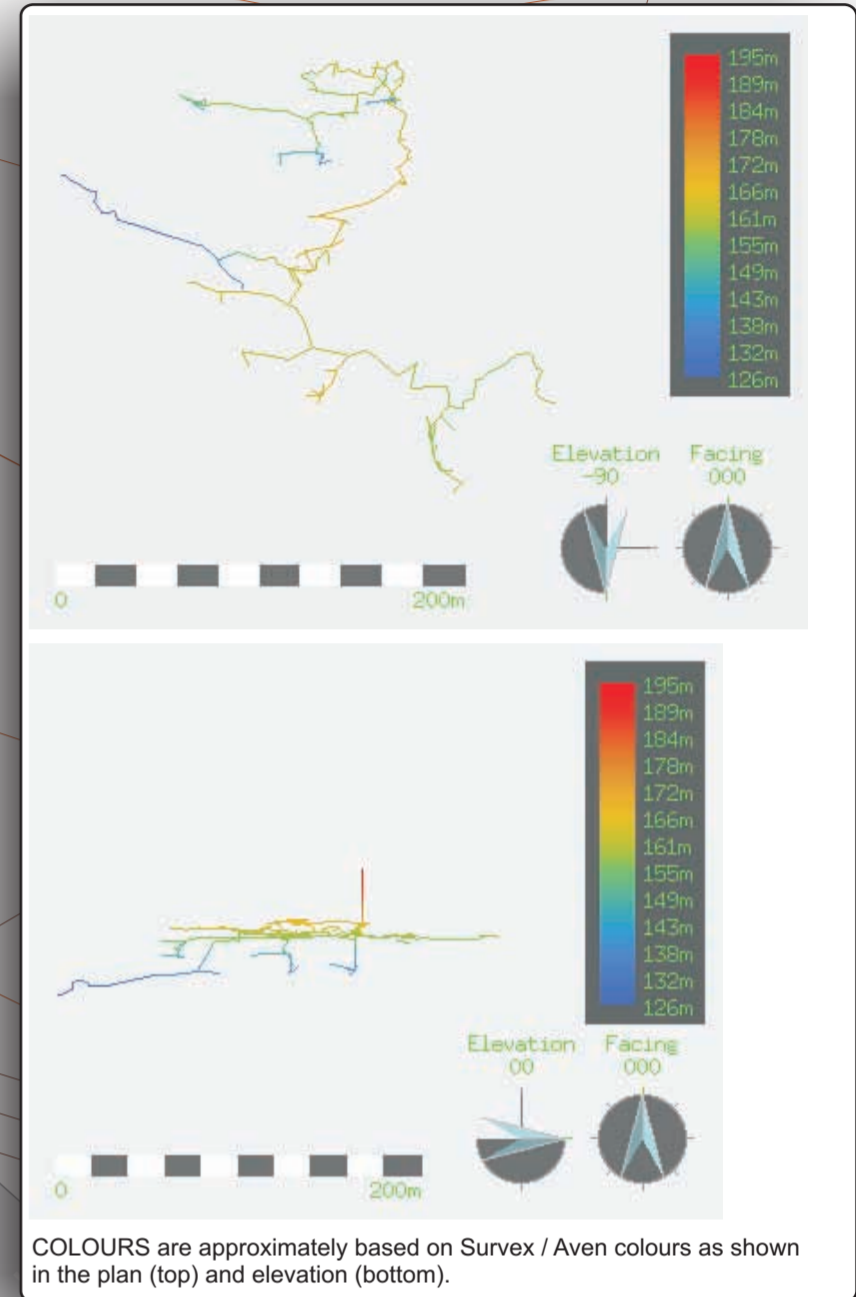 195m
189m
184m
178m
172m
166m
161m
155m
149m
143m
138m
132m
126m
Elevation Facing
-90 000
0 200m
195m
189m
184m
178m
172m
166m
161m
155m
149m
143m
138m
132m
126m
Elevation Facing
00 000
0 200m
COLOURS are approximately based on Survex / Aven colours as shown
in the plan (top) and elevation (bottom).